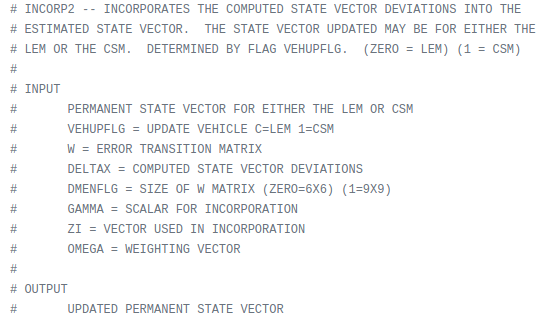 # INCORP2 -- INCORPORATES THE COMPUTED STATE VECTOR DEVIATIONS INTO THE
# ESTIMATED STATE VECTOR.  THE STATE VECTOR UPDATED MAY BE FOR EITHER THE
# LEM OR THE CSM.  DETERMINED BY FLAG VEHUPFLG.  (ZERO = LEM) (1 = CSM)
#
# INPUT
#	PERMANENT STATE VECTOR FOR EITHER THE LEM OR CSM
#	VEHUPFLG = UPDATE VEHICLE C=LEM 1=CSM
#	W = ERROR TRANSITION MATRIX
#	DELTAX = COMPUTED STATE VECTOR DEVIATIONS
#	DMENFLG = SIZE OF W MATRIX (ZERO=6X6) (1=9X9)
#	GAMMA = SCALAR FOR INCORPORATION
#	ZI = VECTOR USED IN INCORPORATION
#	OMEGA = WEIGHTING VECTOR
#
# OUTPUT
#	UPDATED PERMANENT STATE VECTOR